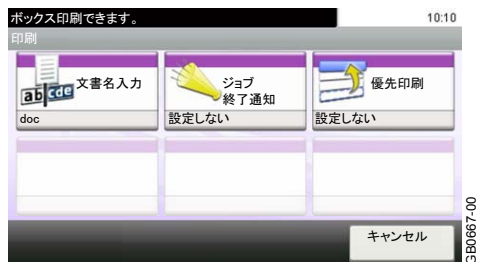 ボックス印刷できます。
10:10
印刷
ab|cde
文書名入力
doc
ジョブ
終了通知
設定しない
優先印刷
設定しない
キャンセル
GB0667-00